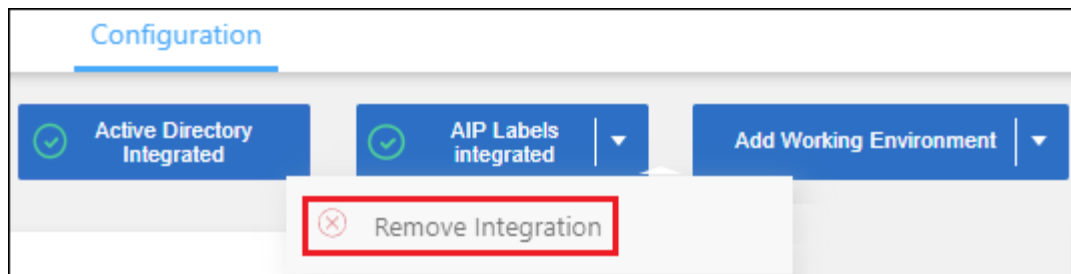 Configuration
Active Directory
Integrated
AIP Labels
integrated
Add Working Environment
Remove Integration